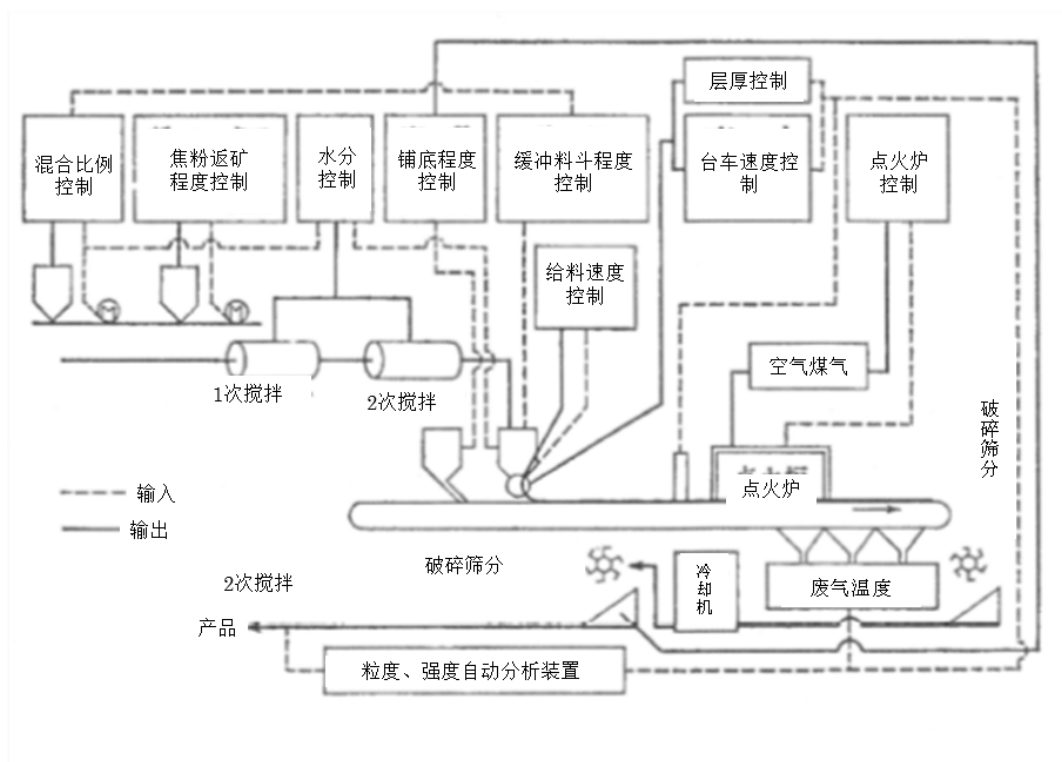 层厚控制
混合比例
控制
焦粉返矿
程度控制
水分
控制
铺底程度
控制
缓冲料斗程度
控制
台车速度控
制
点火炉
控制
给料速度
控制
M
M
空气煤气
1次搅拌
2次搅拌
破碎筛分
点火炉
输入
输出
破碎筛分
冷却机
废气温度
2次搅拌
产品
粒度、强度自动分析装置